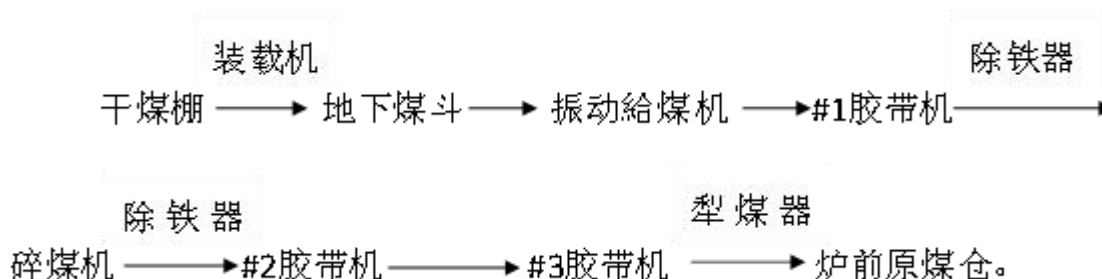 装载机 除铁器
干煤棚 地下煤斗 振动給煤机 #1胶带机
除铁器 犁煤器
碎煤机 #2胶带机 #3胶带机 炉前原煤仓。